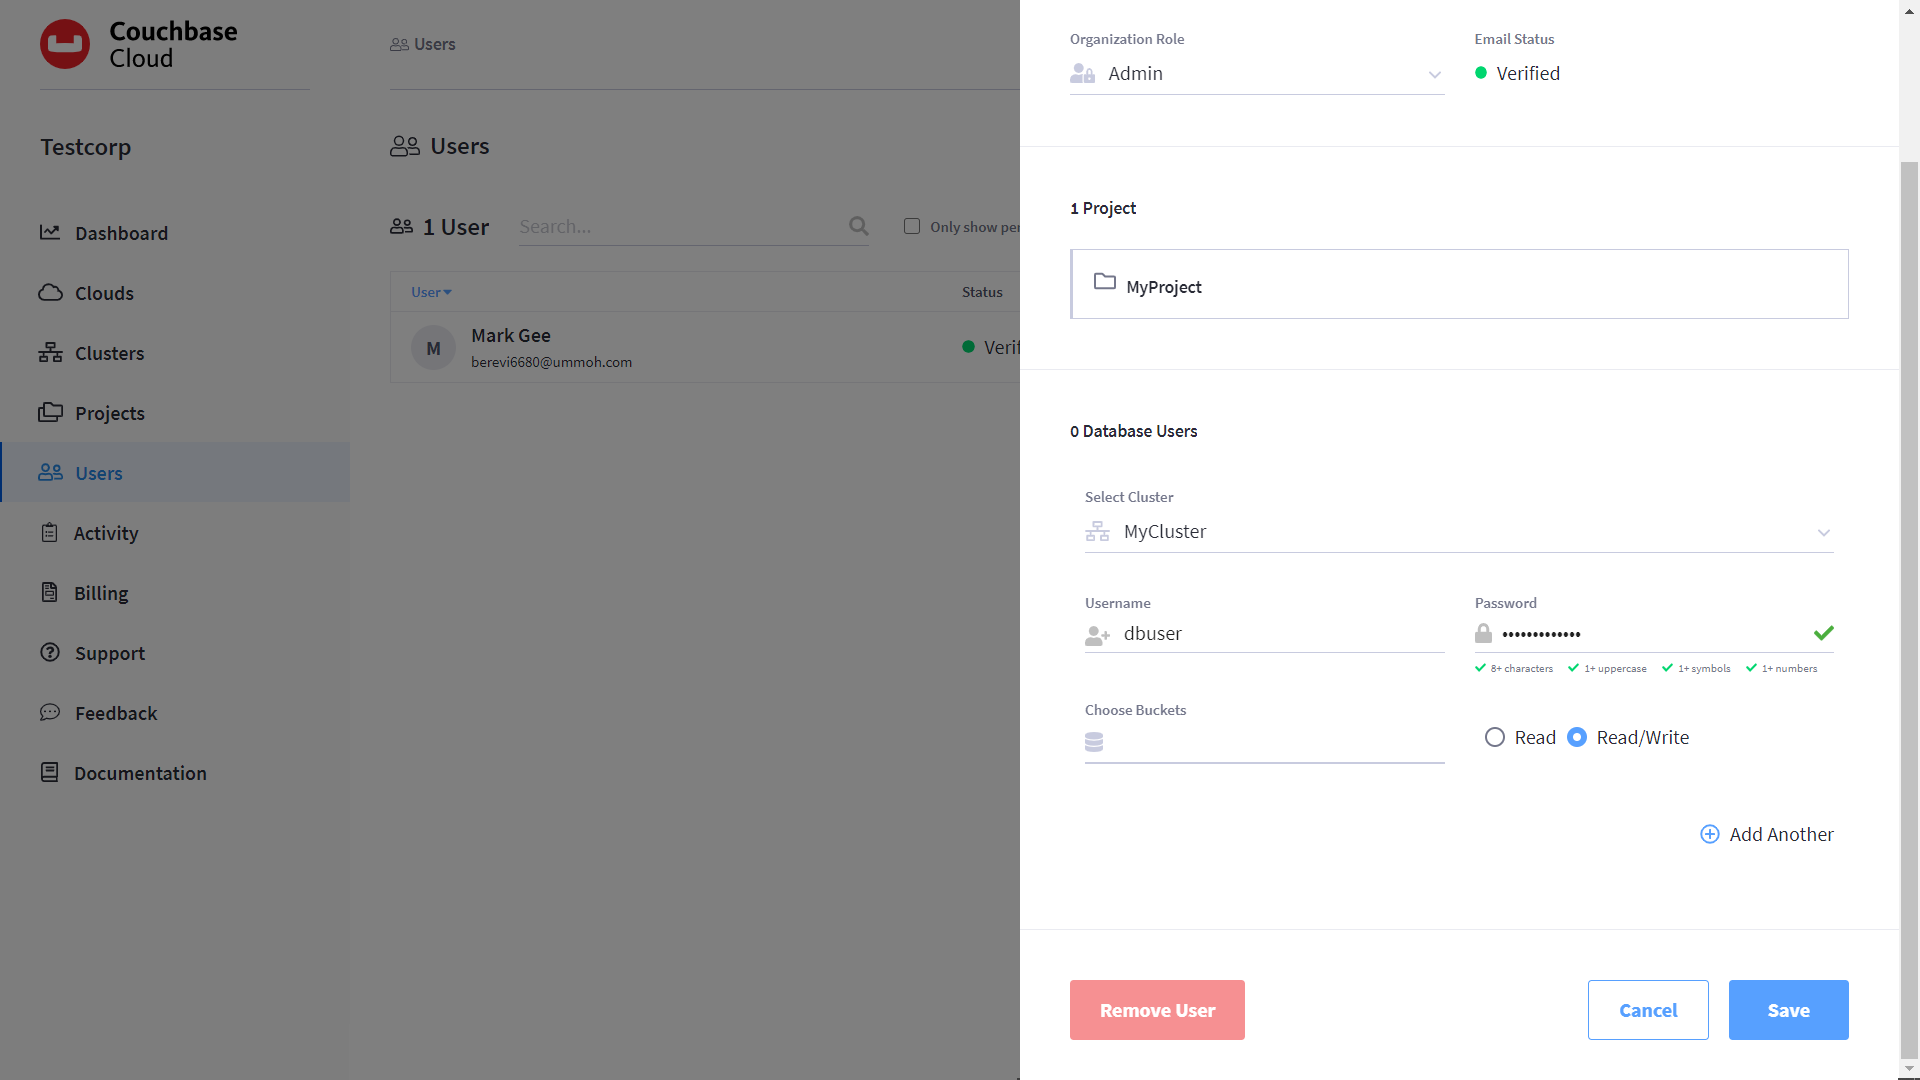 Couchbase
Cloud
Testcorp
Dashboard
Clouds
Clusters
Projects
Users
Activity
Billing
Support
Feedback
Documentation
Users
Users
1 User
Search...
Only show per
User
Status
M
Mark Gee
berevi6680@ummoh.com
Verif
Organization Role
Email Status
Admin
Verified
1 Project
MyProject
0 Database Users
Select Cluster
MyCluster
Username
Password
dbuser
•••••••••••••
8+ characters 1+ uppercase 1+ symbols 1+ numbers
Choose Buckets
Read Read/Write
Add Another
Remove User
Cancel
Save